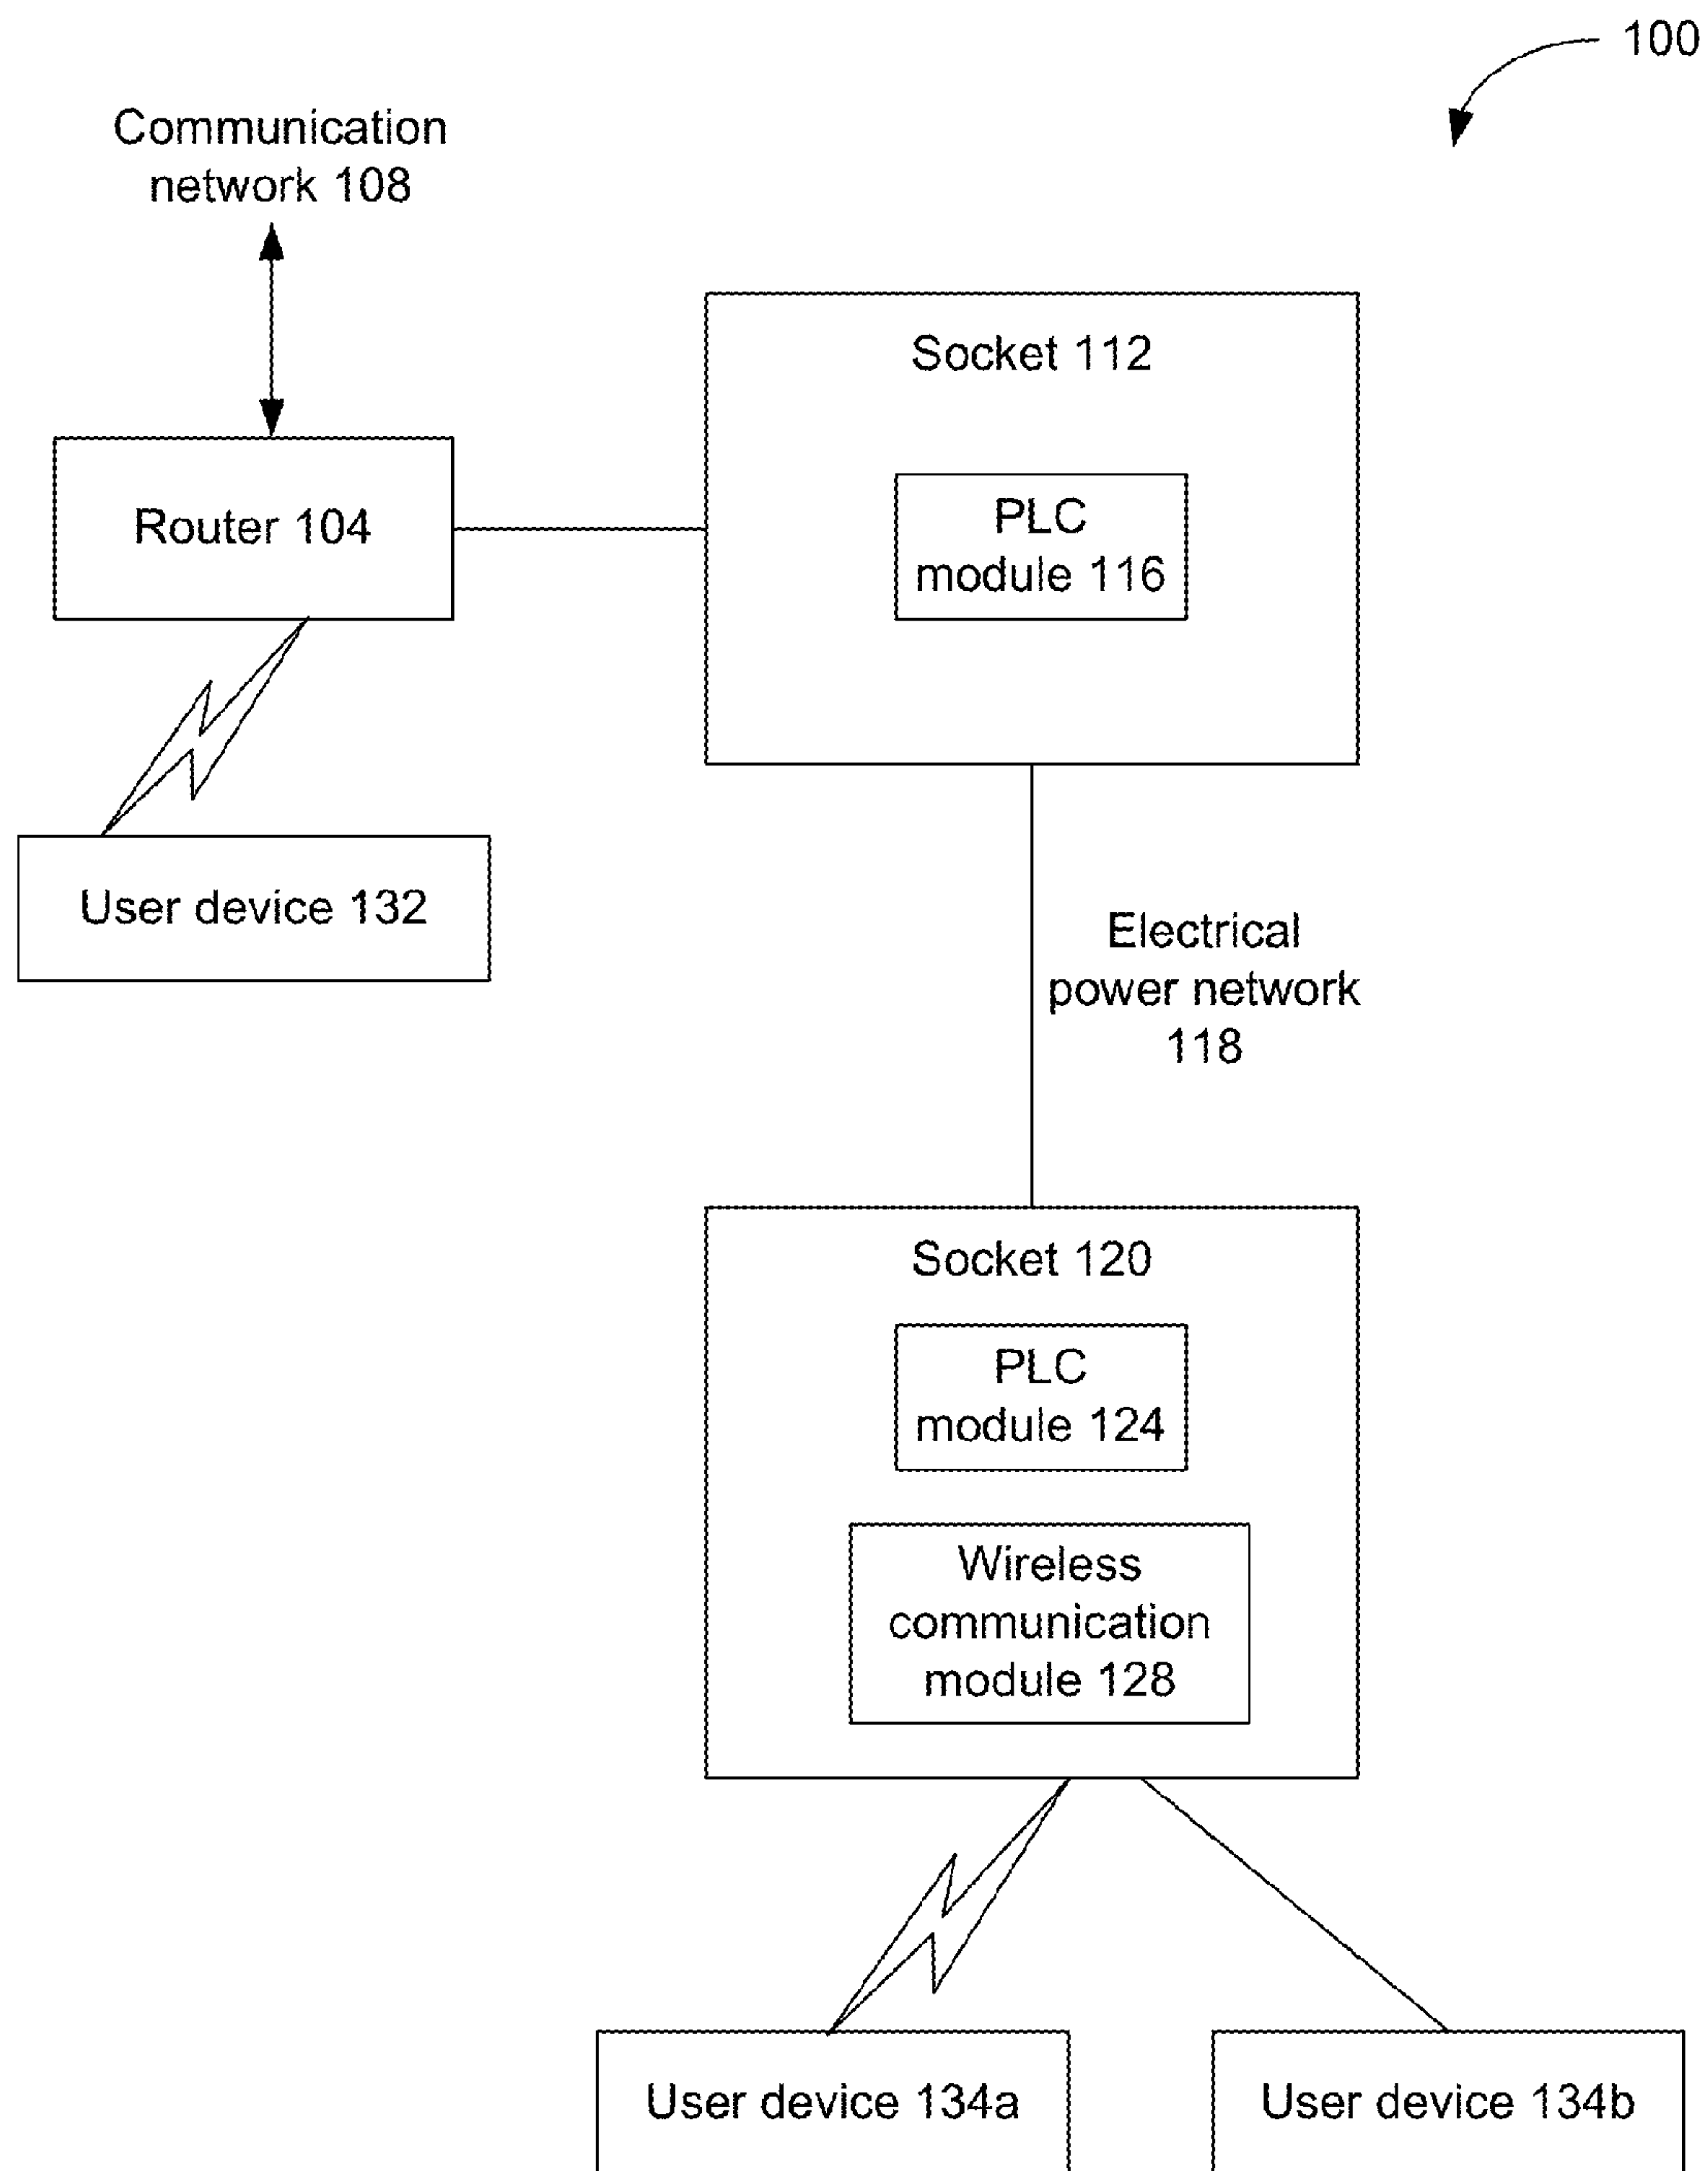 100
Communication
network 108
Socket 112
Router 104
PLC
module 116
User device 132
Electrical
power network
118
Socket 120
PLC
module 124
Wireless
communication
module 128
User device 134a
User device 134b